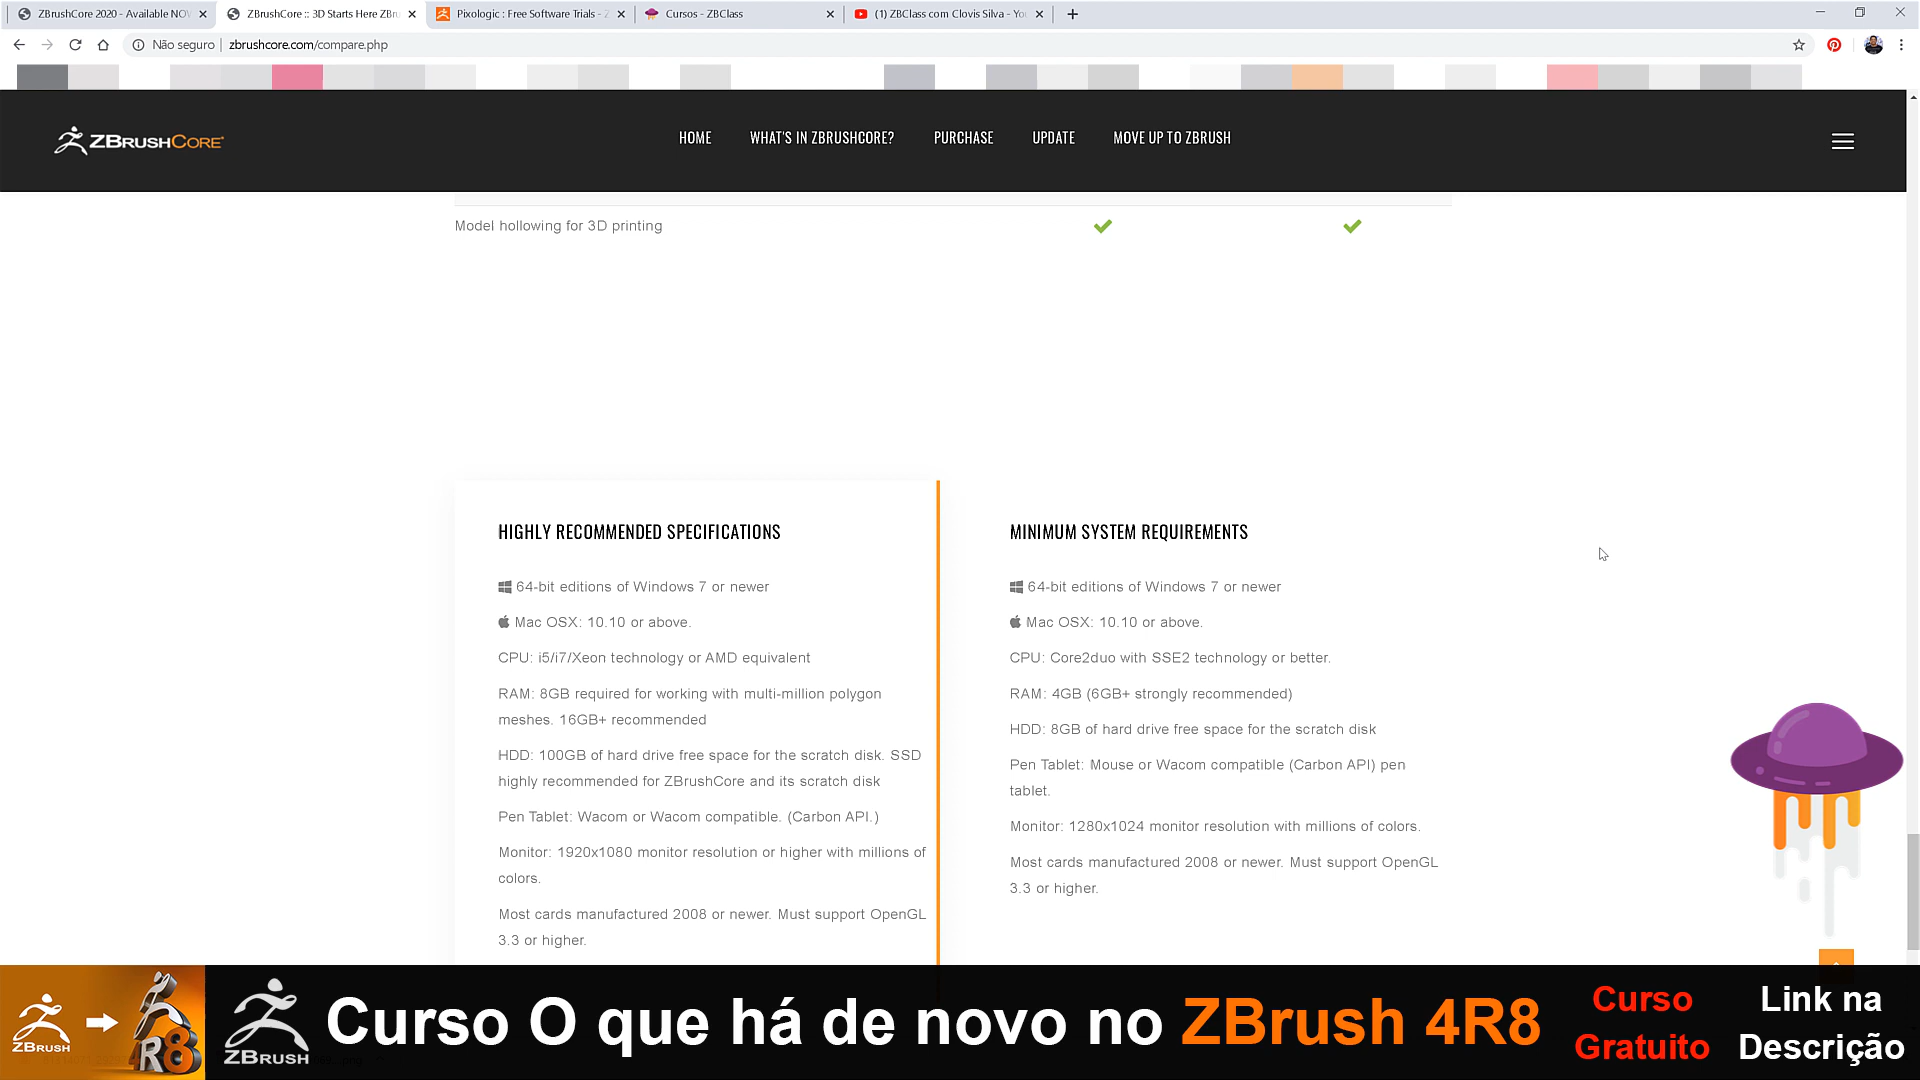 ZBrushCore 2020 - Available NOW
ZBrushCore :: 3D Starts Here ZBru
Pixologic : Free Software Trials - Z
Cursos - ZBClass
(1) ZBClass com Clovis Silva - You
Não seguro
zbrushcore.com/compare.php
ZBRUSHCORE
HOME
WHAT'S IN ZBRUSHCORE?
PURCHASE
UPDATE
MOVE UP TO ZBRUSH
Model hollowing for 3D printing
HIGHLY RECOMMENDED SPECIFICATIONS
64-bit editions of Windows 7 or newer
Mac OSX: 10.10 or above.
CPU: i5/i7/Xeon technology or AMD equivalent
RAM: 8GB required for working with multi-million polygon
meshes. 16GB+ recommended
HDD: 100GB of hard drive free space for the scratch disk. SSD
highly recommended for ZBrushCore and its scratch disk
Pen Tablet: Wacom or Wacom compatible. (Carbon API.)
Monitor: 1920x1080 monitor resolution or higher with millions of
colors.
Most cards manufactured 2008 or newer. Must support OpenGL
3.3 or higher.
MINIMUM SYSTEM REQUIREMENTS
64-bit editions of Windows 7 or newer
Mac OSX: 10.10 or above.
CPU: Core2duo with SSE2 technology or better.
RAM: 4GB (6GB+ strongly recommended)
HDD: 8GB of hard drive free space for the scratch disk
Pen Tablet: Mouse or Wacom compatible (Carbon API) pen
tablet.
Monitor: 1280x1024 monitor resolution with millions of colors.
Most cards manufactured 2008 or newer. Must support OpenGL
3.3 or higher.
ZBRUSH
R8
ZBRUSH
Curso O que há de novo no ZBrush 4R8
Curso
Gratuito
Link na
Descrição